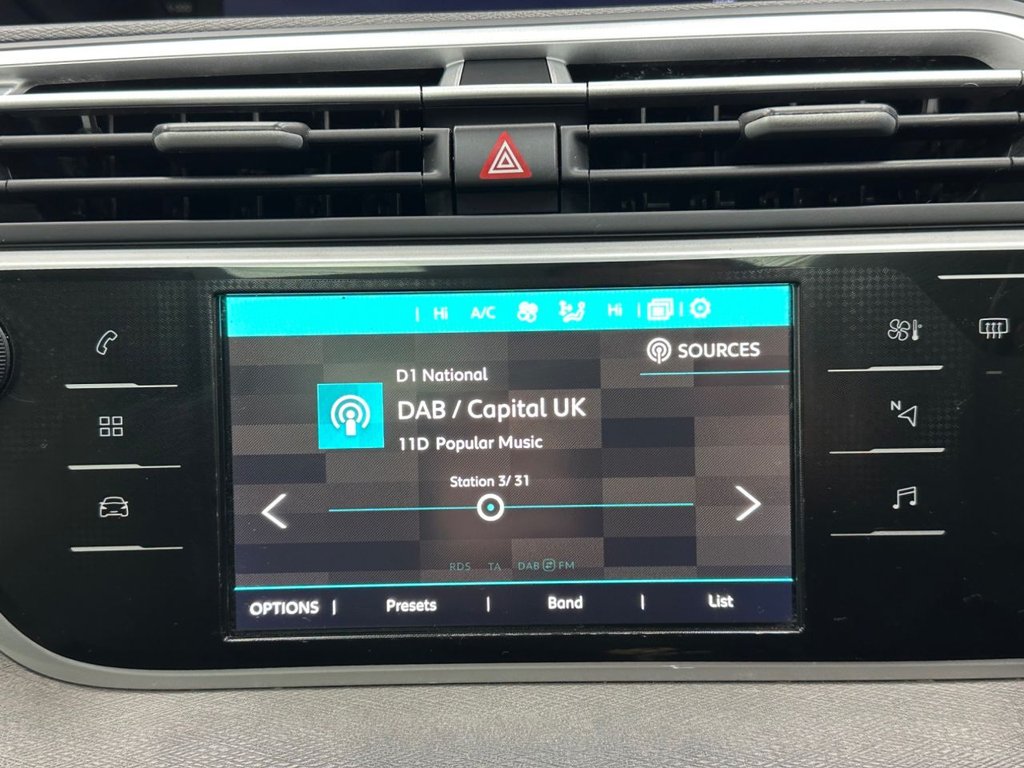 Hi A/C Hi
SOURCES
D1 National
DAB / Capital UK
11D Popular Music
Station 3/ 31
RDS TA DAB FM
OPTIONS | Presets | Band | List
N